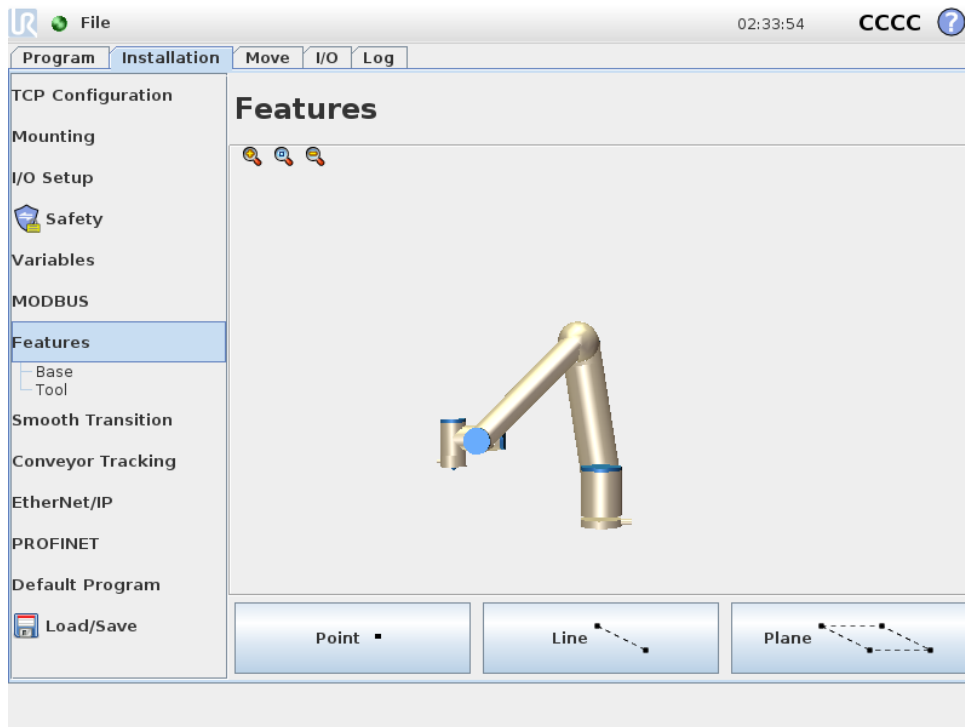 UR File 02:33:54 CCCC ?
Program Installation Move I/O Log
TCP Configuration
Mounting
I/O Setup
Safety
Variables
MODBUS
Features
Base
Tool
Smooth Transition
Conveyor Tracking
EtherNet/IP
PROFINET
Default Program
Load/Save
Features
Point
Line
Plane